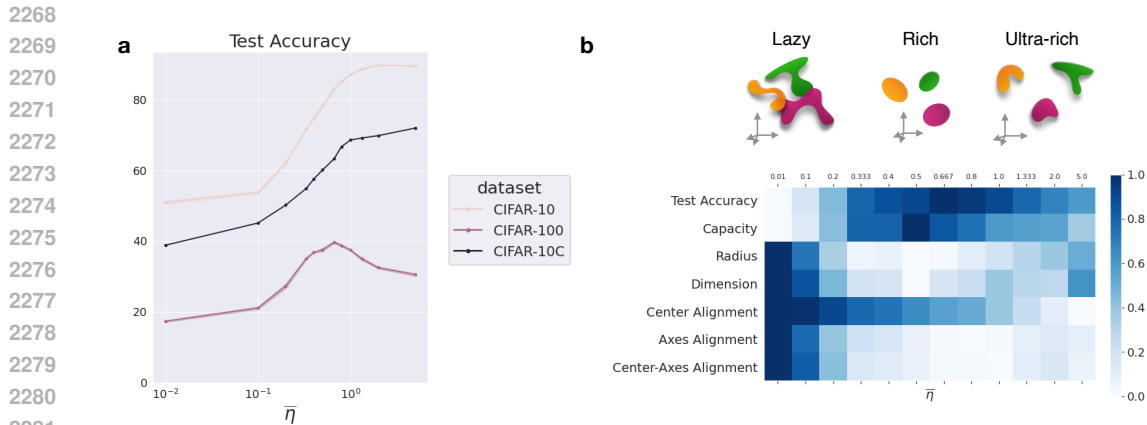 2268
2269
2270
2271
2272
2273
2274
2275
2276
2277
2278
2279
2280
a
Test Accuracy
80
60
40
20
0
10⁻² 10⁻¹ 10⁰
η̅
dataset
CIFAR-10
CIFAR-100
CIFAR-10C
b
Lazy Rich Ultra-rich
0.01 0.1 0.2 0.333 0.4 0.5 0.667 0.8 1.0 1.333 2.0 5.0
Test Accuracy
Capacity
Radius
Dimension
Center Alignment
Axes Alignment
Center-Axes Alignment
η̅
1.0
0.8
0.6
0.4
0.2
0.0